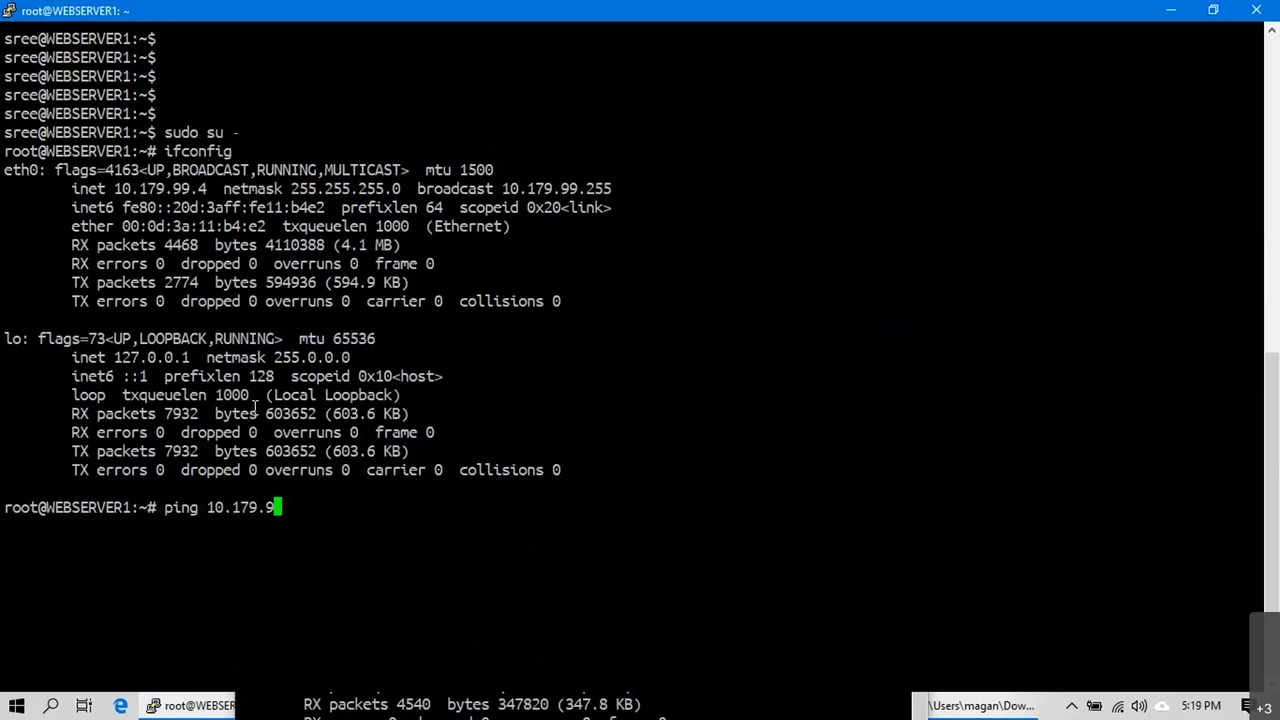 root@WEBSERVER1: ~
sree@WEBSERVER1:~$
sree@WEBSERVER1:~$
sree@WEBSERVER1:~$
sree@WEBSERVER1:~$
sree@WEBSERVER1:~$
sree@WEBSERVER1:~$ sudo su -
root@WEBSERVER1:~# ifconfig
eth0: flags=4163<UP,BROADCAST,RUNNING,MULTICAST>  mtu 1500
inet 10.179.99.4  netmask 255.255.255.0  broadcast 10.179.99.255
inet6 fe80::20d:3aff:fe11:b4e2  prefixlen 64  scopeid 0x20<link>
ether 00:0d:3a:11:b4:e2  txqueuelen 1000  (Ethernet)
RX packets 4468  bytes 4110388 (4.1 MB)
RX errors 0  dropped 0  overruns 0  frame 0
TX packets 2774  bytes 594936 (594.9 KB)
TX errors 0  dropped 0 overruns 0  carrier 0  collisions 0
lo: flags=73<UP,LOOPBACK,RUNNING>  mtu 65536
inet 127.0.0.1  netmask 255.0.0.0
inet6 ::1  prefixlen 128  scopeid 0x10<host>
loop  txqueuelen 1000  (Local Loopback)
RX packets 7932  bytes 603652 (603.6 KB)
RX errors 0  dropped 0  overruns 0  frame 0
TX packets 7932  bytes 603652 (603.6 KB)
TX errors 0  dropped 0 overruns 0  carrier 0  collisions 0
root@WEBSERVER1:~# ping 10.179.9
RX packets 4540  bytes 347820 (347.8 KB)
root@WEBSER
\Users\magan\Dow...
5:19 PM
+3